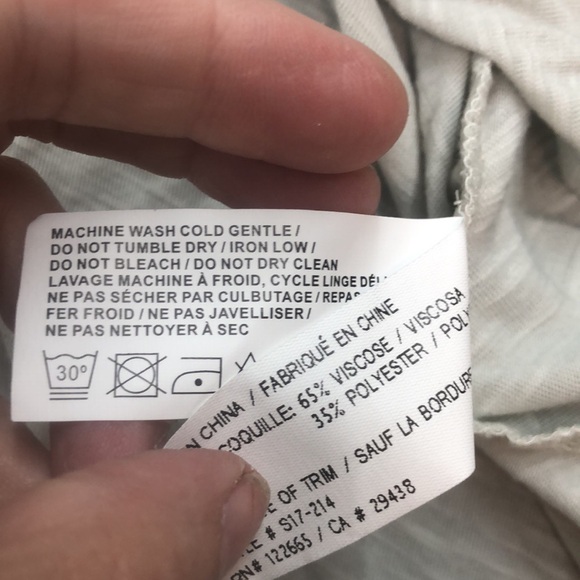 MACHINE WASH COLD GENTLE /
DO NOT TUMBLE DRY / IRON LOW /
DO NOT BLEACH / DO NOT DRY CLEAN
LAVAGE MACHINE À FROID, CYCLE LINGE
NE PAS SÉCHER PAR CULBUTAGE /
FER FROID / NE PAS JAVELLISER /
NE PAS NETTOYER À SEC
30°
CHINA / FABRIQUÉ EN CHINE
COQUILLE: 65% VISCOSE / VISCOSA
35% POLYESTER /
OF TRIM / SAUF LA BORDURE
# S17-214
122665 / CA # 29438